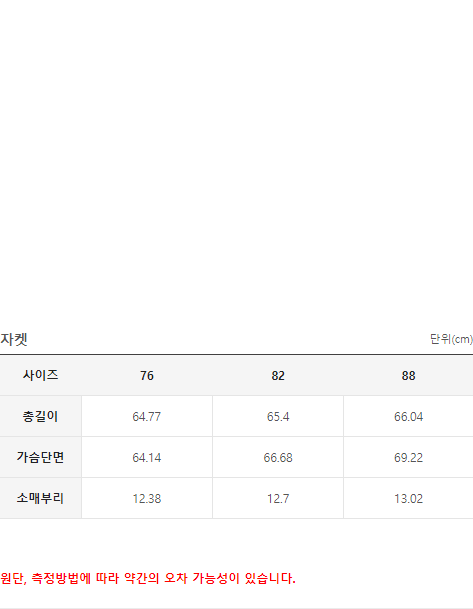 자켓 단위(cm)
사이즈 76 82 88
총길이 64.77 65.4 66.04
가슴단면 64.14 66.68 69.22
소매부리 12.38 12.7 13.02
원단, 측정방법에 따라 약간의 오차 가능성이 있습니다.